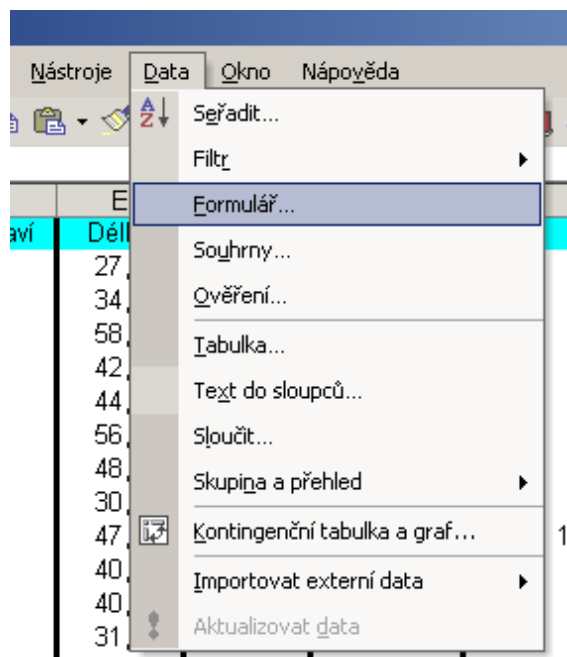 Nástroje Data Okno Nápověda
Seřadit...
Filtr
E
Formulář...
aví Dél
Souhrny...
27,
Ověření...
34,
58,
Tabulka...
42,
Text do sloupců...
44,
56,
Sloučit...
48,
Skupina a přehled
30,
47, Kontingenční tabulka a graf... 1
40,
Importovat externí data
40,
Aktualizovat data
31,